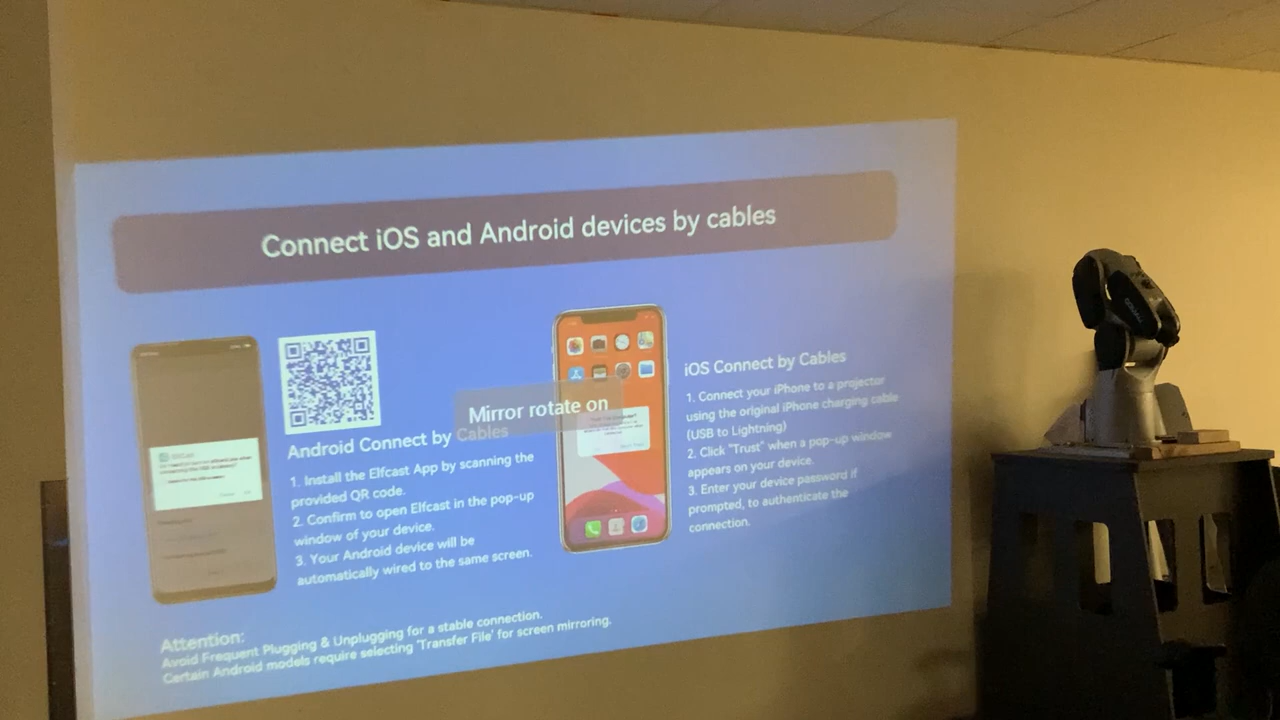 Connect iOS and Android devices by cables
Mirror rotate on
Android Connect by Cables
1. Install the Elfcast App by scanning the
provided QR code.
2. Confirm to open Elfcast in the pop-up
window of your device.
3. Your Android device will be
automatically wired to the same screen.
iOS Connect by Cables
1. Connect your iPhone to a projector
using the original iPhone charging cable
(USB to Lightning)
2. Click "Trust" when a pop-up window
appears on your device.
3. Enter your device password if
prompted, to authenticate the
connection.
Attention:
Avoid Frequent Plugging & Unplugging for a stable connection.
Certain Android models require selecting 'Transfer File' for screen mirroring.